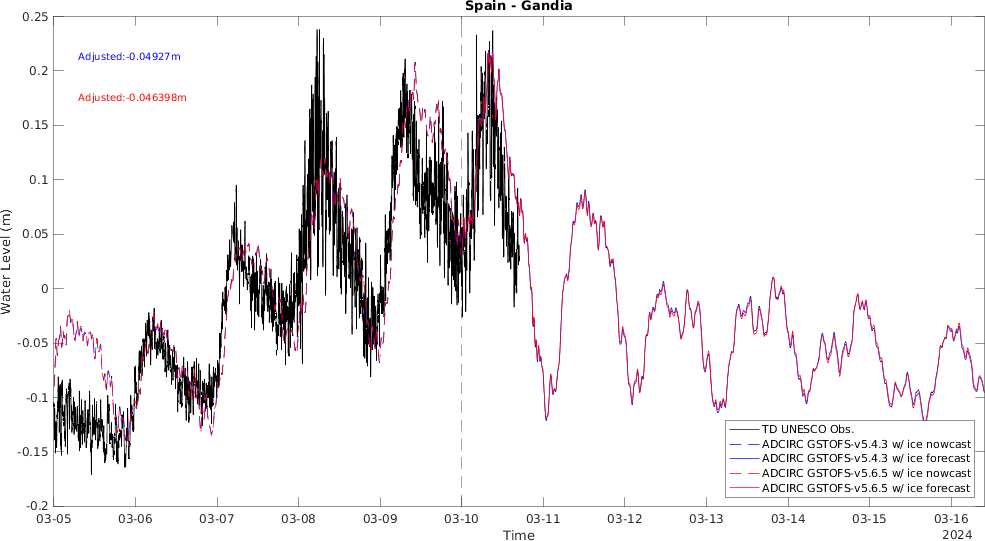 Spain - Gandia
0.25
0.2
0.15
0.1
0.05
0
-0.05
-0.1
-0.15
-0.2
Water Level (m)
Adjusted:-0.04927m
Adjusted:-0.046398m
TD UNESCO Obs.
ADCIRC GSTOFS-v5.4.3 w/ ice nowcast
ADCIRC GSTOFS-v5.4.3 w/ ice forecast
ADCIRC GSTOFS-v5.6.5 w/ ice nowcast
ADCIRC GSTOFS-v5.6.5 w/ ice forecast
03-05 03-06 03-07 03-08 03-09 03-10 03-11 03-12 03-13 03-14 03-15 03-16
Time
2024